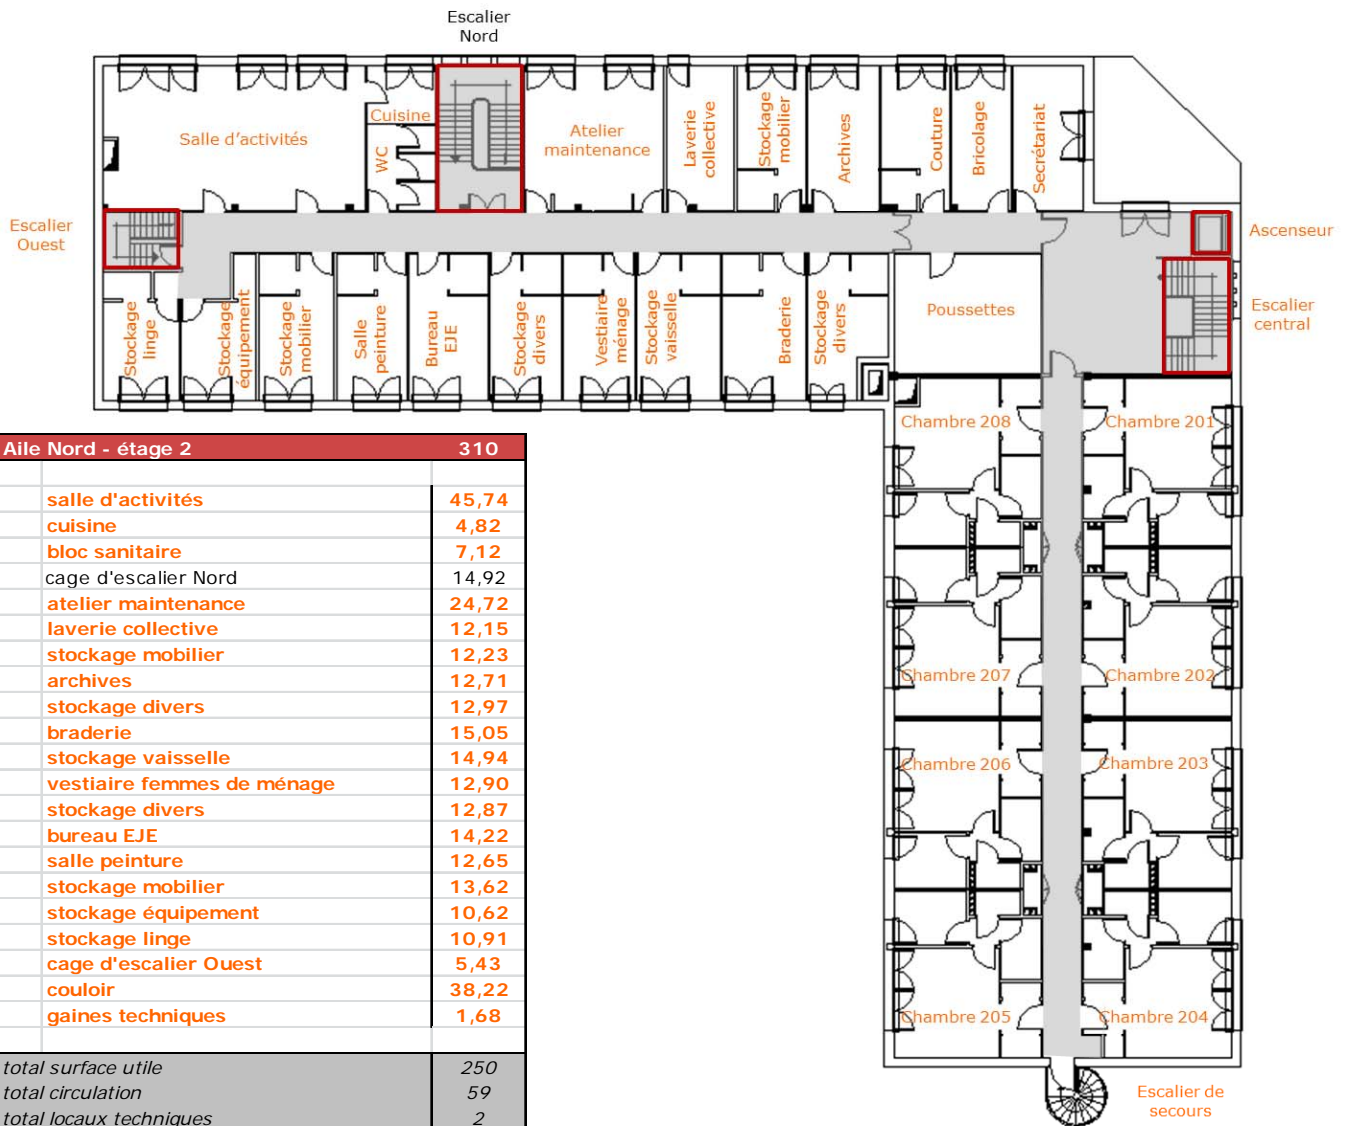 Escalier
Nord
Cuisine
Salle d'activités
WC
Atelier
maintenance
Laverie
collective
Stockage
mobilier
Archives
Couture
Bricolage
Secrétariat
Escalier
Ouest
Ascenseur
Stockage
linge
Stockage
équipement
Stockage
mobilier
Salle
peinture
Bureau
EJE
Stockage
divers
Vestiaire
ménage
Stockage
vaisselle
Braderie
Stockage
divers
Poussettes
Escalier
central
Chambre 208
Chambre 201
Chambre 207
Chambre 202
Chambre 206
Chambre 203
Chambre 205
Chambre 204
Escalier de
secours
Aile Nord - étage 2 310
salle d'activités 45,74
cuisine 4,82
bloc sanitaire 7,12
cage d'escalier Nord 14,92
atelier maintenance 24,72
laverie collective 12,15
stockage mobilier 12,23
archives 12,71
stockage divers 12,97
braderie 15,05
stockage vaisselle 14,94
vestiaire femmes de ménage 12,90
stockage divers 12,87
bureau EJE 14,22
salle peinture 12,65
stockage mobilier 13,62
stockage équipement 10,62
stockage linge 10,91
cage d'escalier Ouest 5,43
couloir 38,22
gaines techniques 1,68
total surface utile 250
total circulation 59
total locaux techniques 2